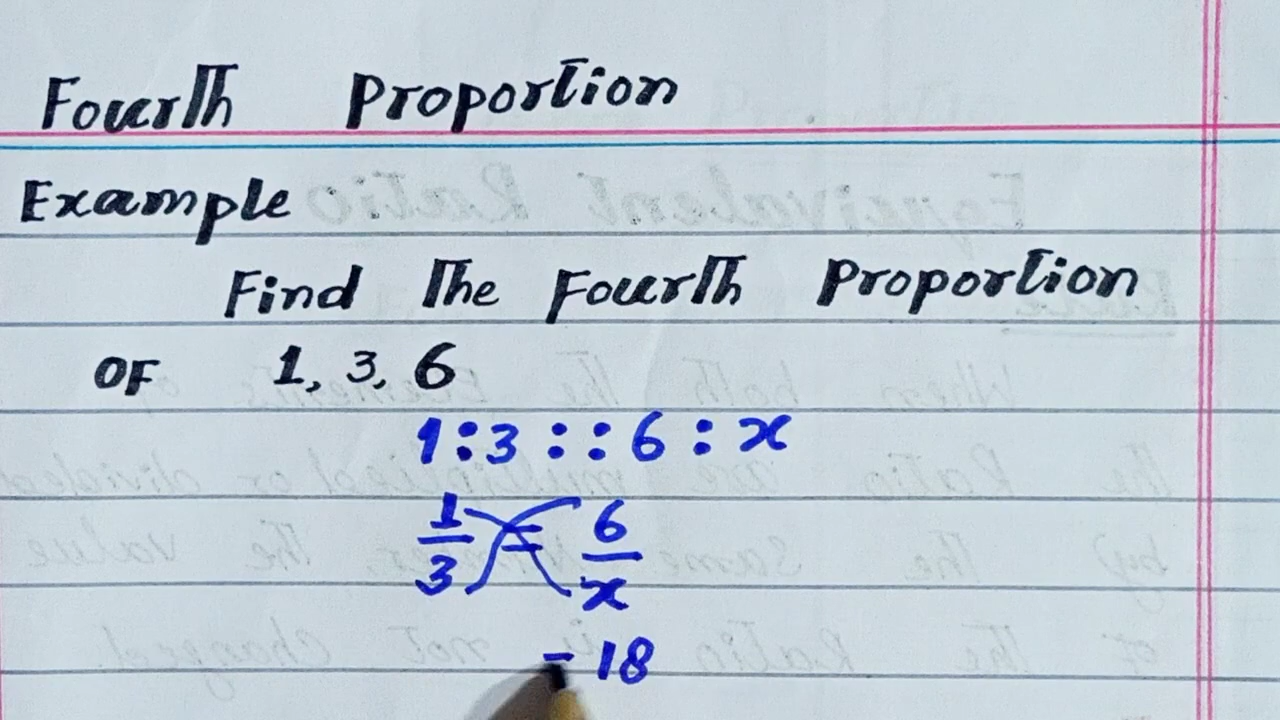 Fourth Proportion
Example
Find The Fourth Proportion
OF 1, 3, 6
1 : 3 : : 6 : x
1/3 = 6/x
= 18